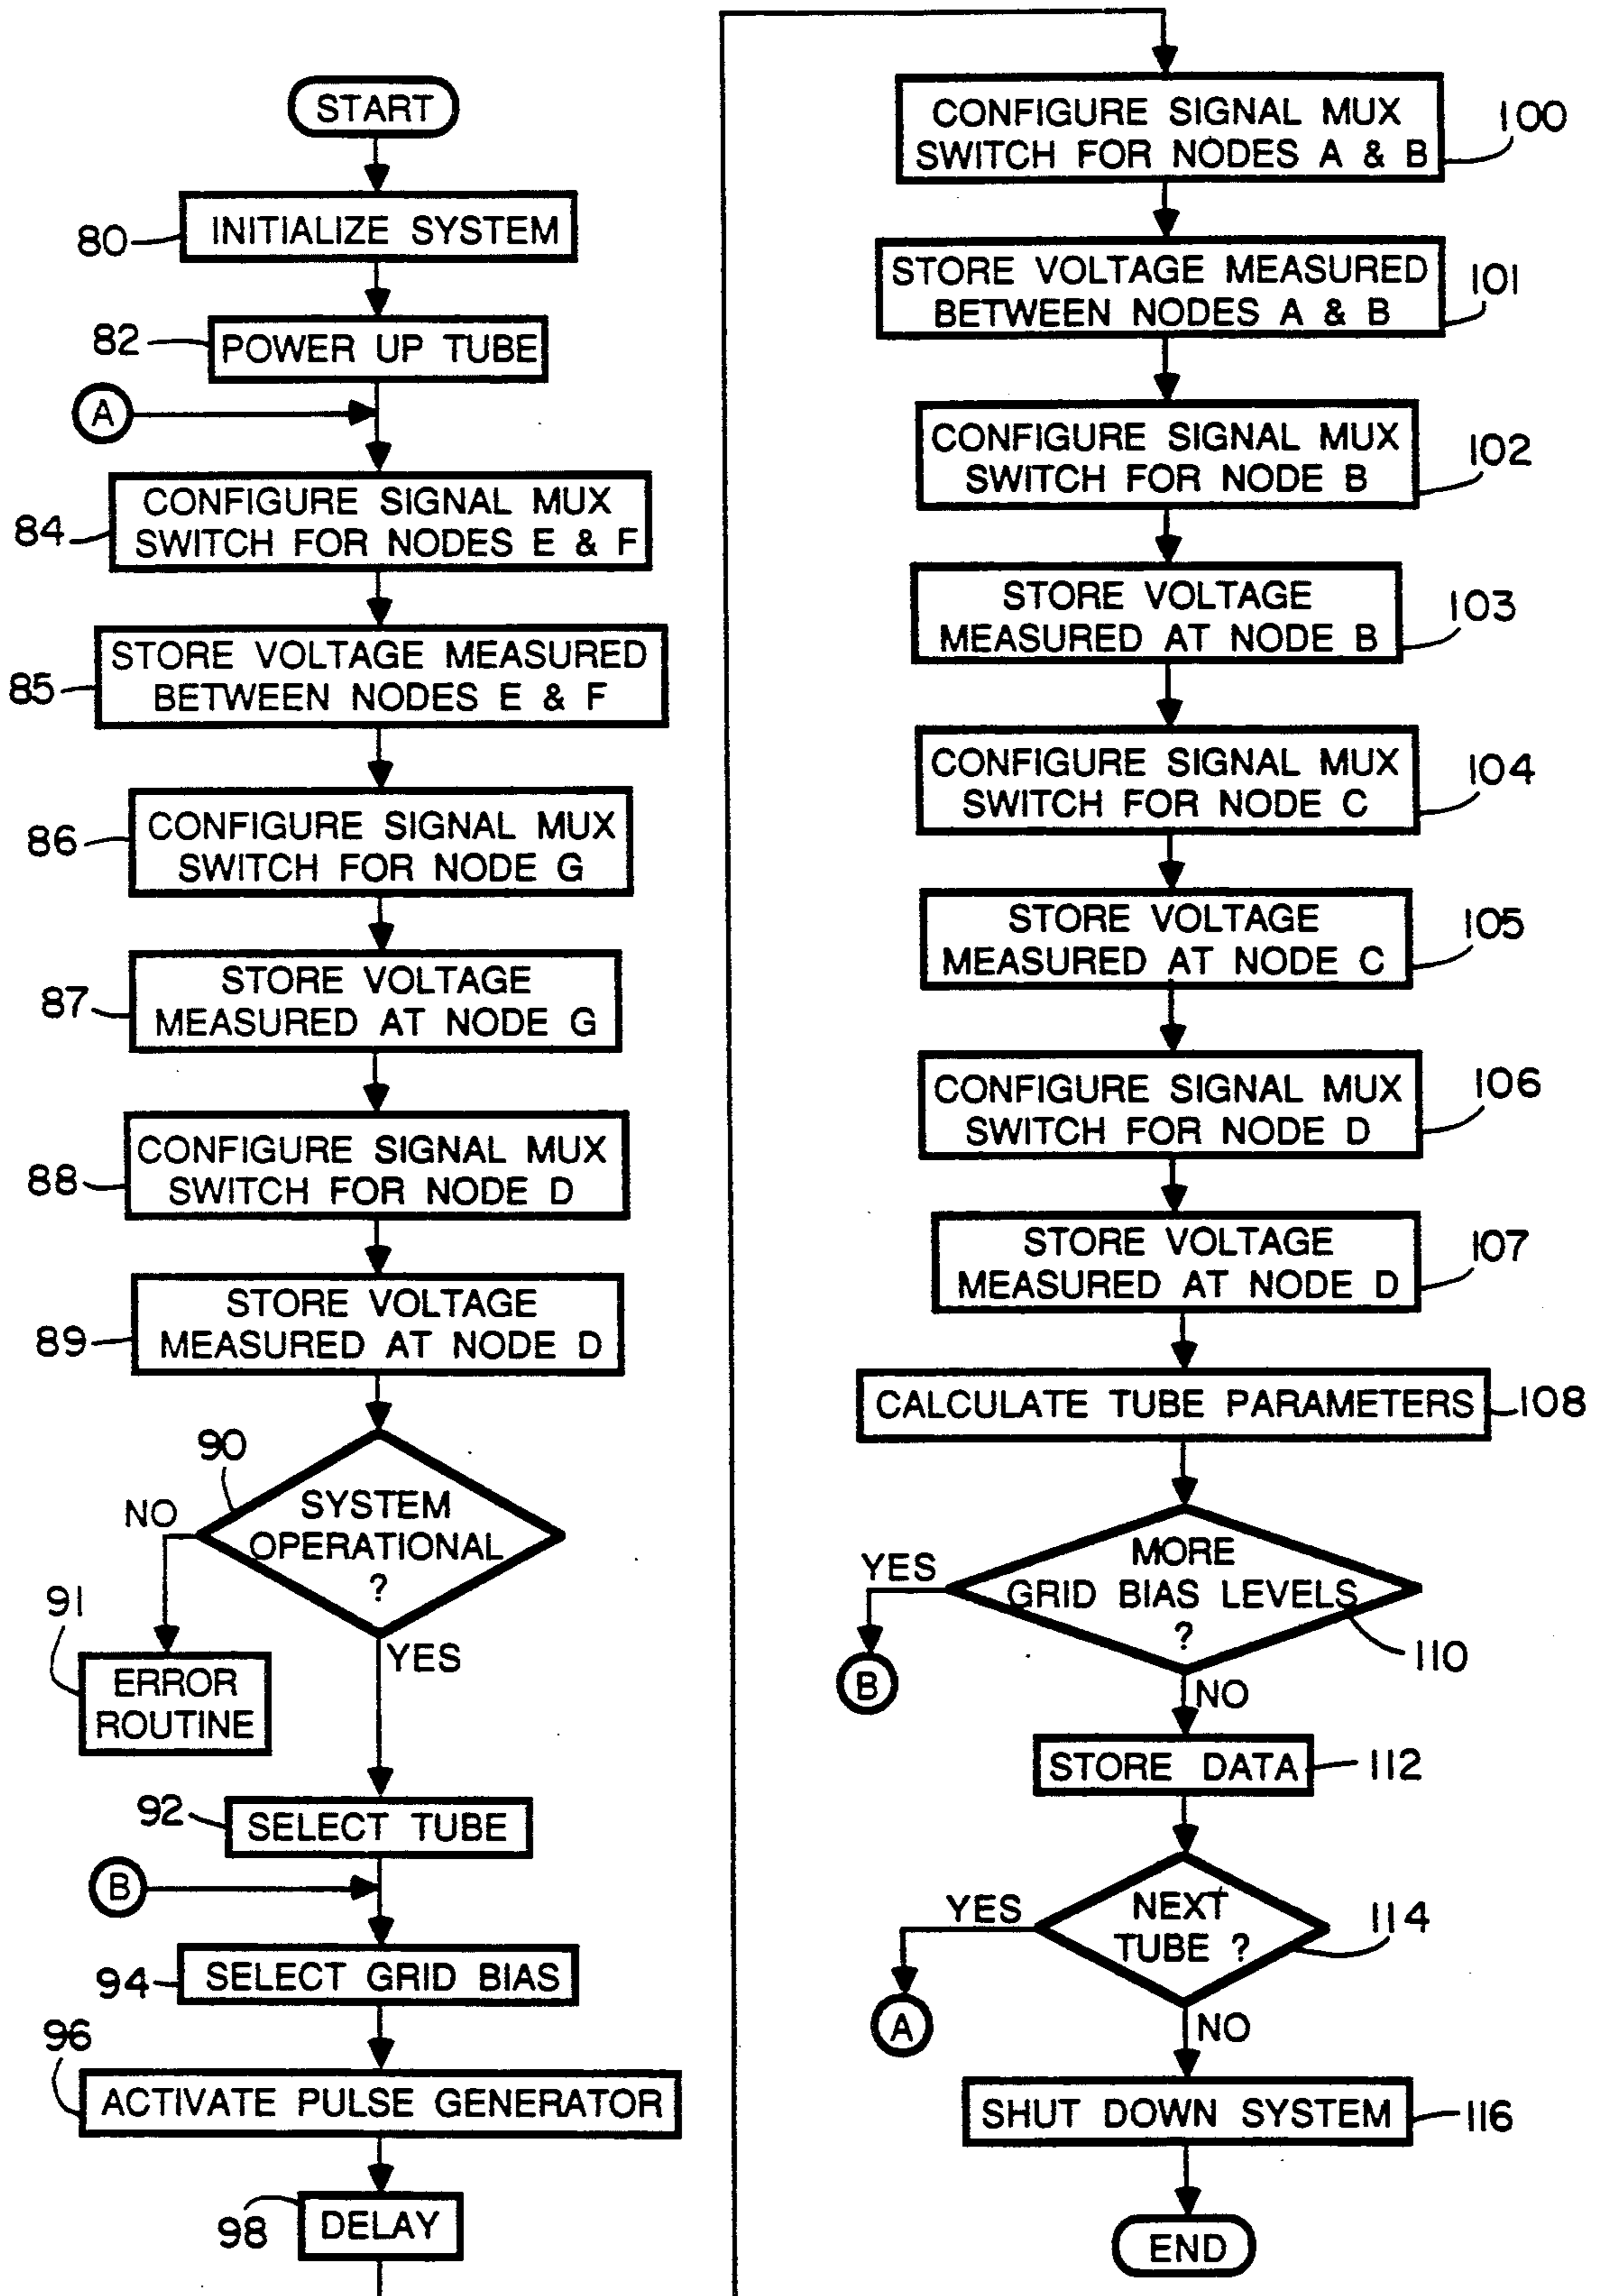 START
80
INITIALIZE SYSTEM
82
POWER UP TUBE
A
84
CONFIGURE SIGNAL MUX
SWITCH FOR NODES E & F
85
STORE VOLTAGE MEASURED
BETWEEN NODES E & F
86
CONFIGURE SIGNAL MUX
SWITCH FOR NODE G
87
STORE VOLTAGE
MEASURED AT NODE G
88
CONFIGURE SIGNAL MUX
SWITCH FOR NODE D
89
STORE VOLTAGE
MEASURED AT NODE D
90
SYSTEM
OPERATIONAL
?
NO
YES
91
ERROR
ROUTINE
92
SELECT TUBE
B
94
SELECT GRID BIAS
96
ACTIVATE PULSE GENERATOR
98
DELAY
CONFIGURE SIGNAL MUX
SWITCH FOR NODES A & B
100
STORE VOLTAGE MEASURED
BETWEEN NODES A & B
101
CONFIGURE SIGNAL MUX
SWITCH FOR NODE B
102
STORE VOLTAGE
MEASURED AT NODE B
103
CONFIGURE SIGNAL MUX
SWITCH FOR NODE C
104
STORE VOLTAGE
MEASURED AT NODE C
105
CONFIGURE SIGNAL MUX
SWITCH FOR NODE D
106
STORE VOLTAGE
MEASURED AT NODE D
107
CALCULATE TUBE PARAMETERS
108
MORE
GRID BIAS LEVELS
?
110
YES
B
NO
STORE DATA
112
NEXT
TUBE ?
114
YES
A
NO
SHUT DOWN SYSTEM
116
END